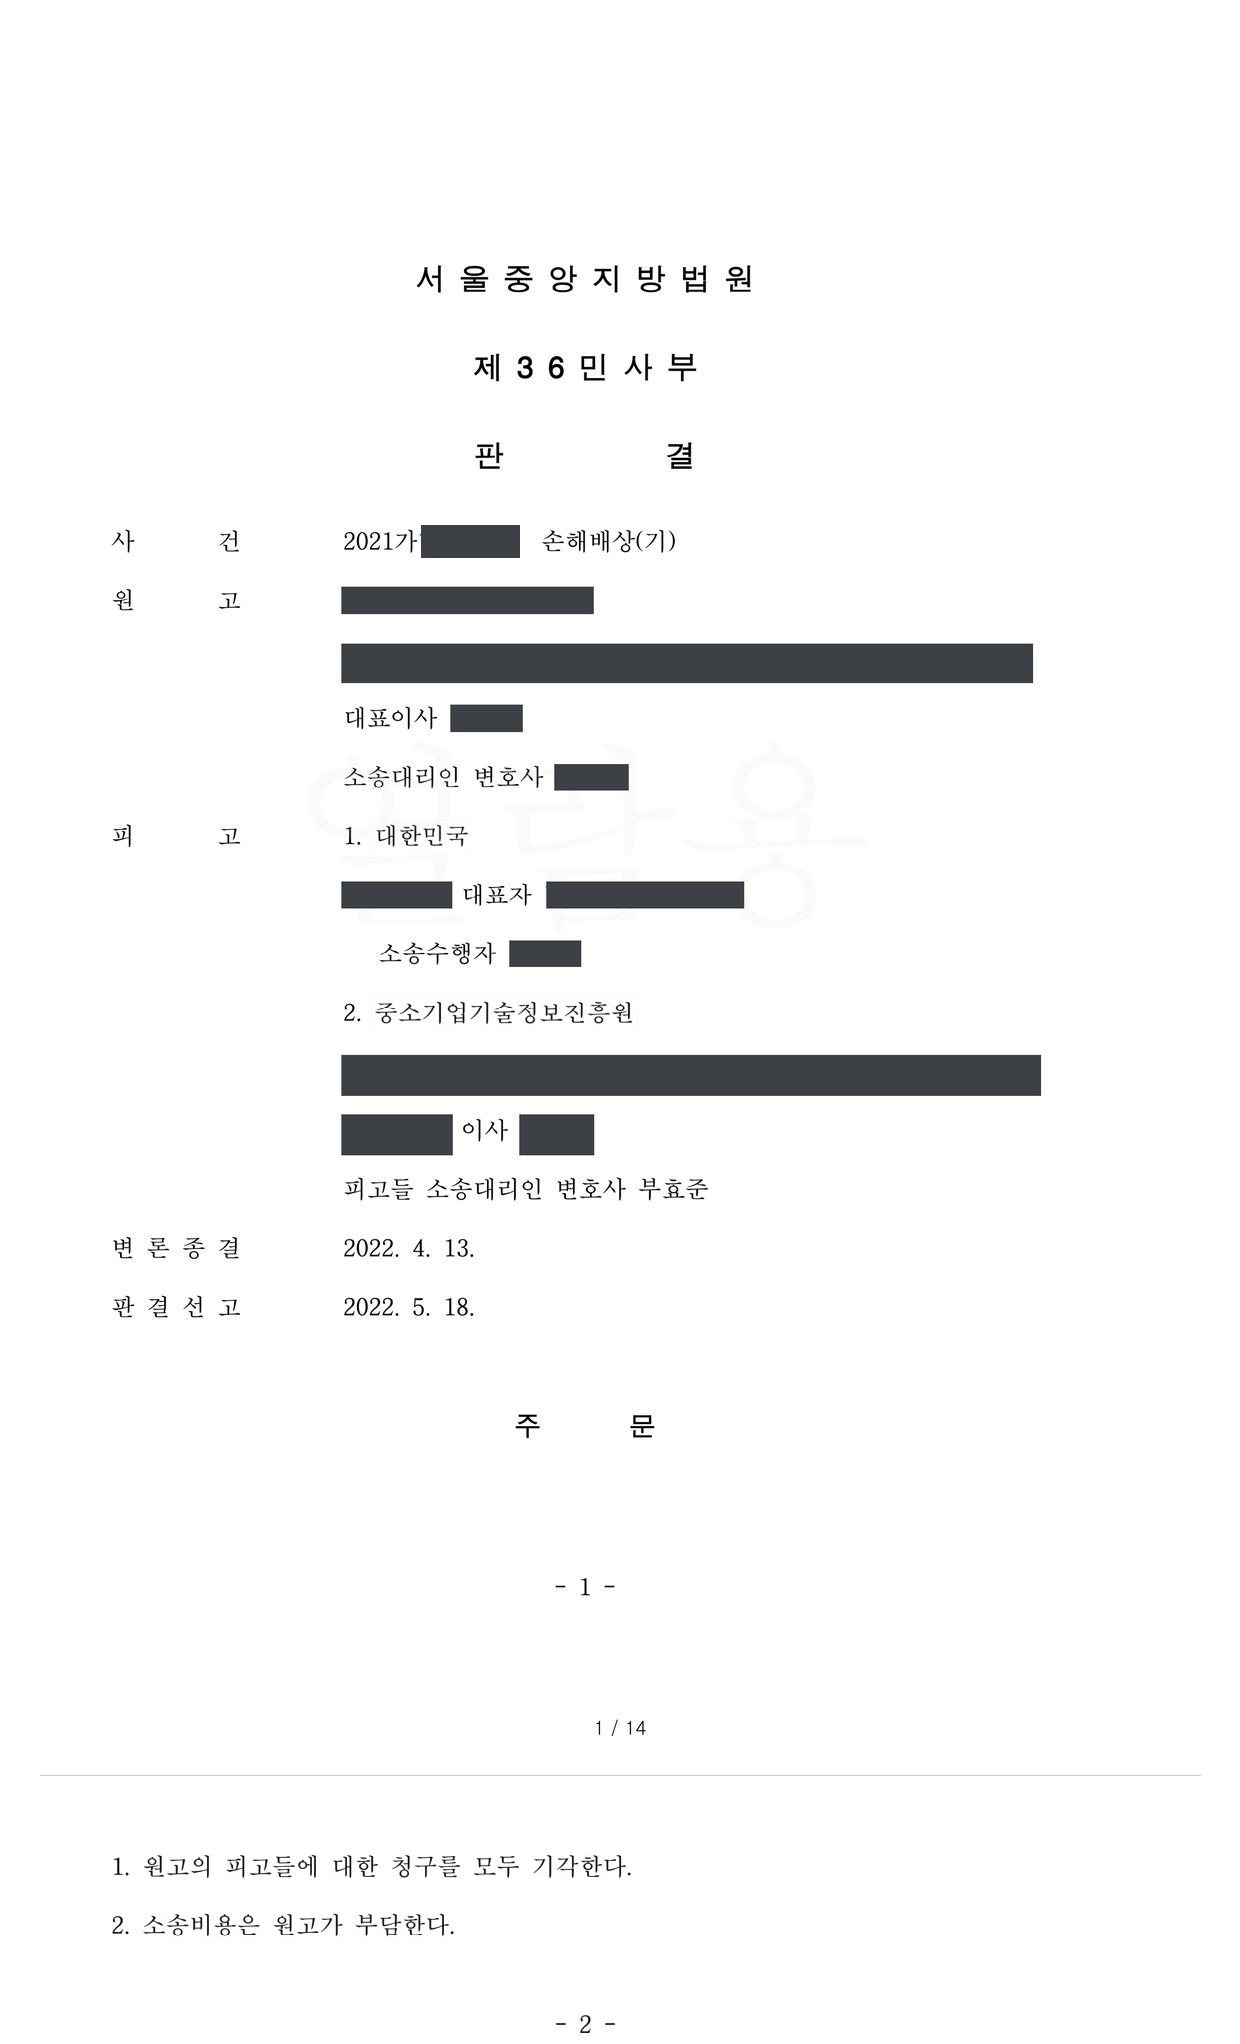 서울중앙지방법원
제36민사부
판 결
사 건 2021가 손해배상(기)
원 고
대표이사
소송대리인 변호사
피 고 1. 대한민국
대표자
소송수행자
2. 중소기업기술정보진흥원
이사
피고들 소송대리인 변호사 부효준
변론종결 2022. 4. 13.
판결선고 2022. 5. 18.
주 문
- 1 -
1 / 14
1. 원고의 피고들에 대한 청구를 모두 기각한다.
2. 소송비용은 원고가 부담한다.
- 2 -
열람용